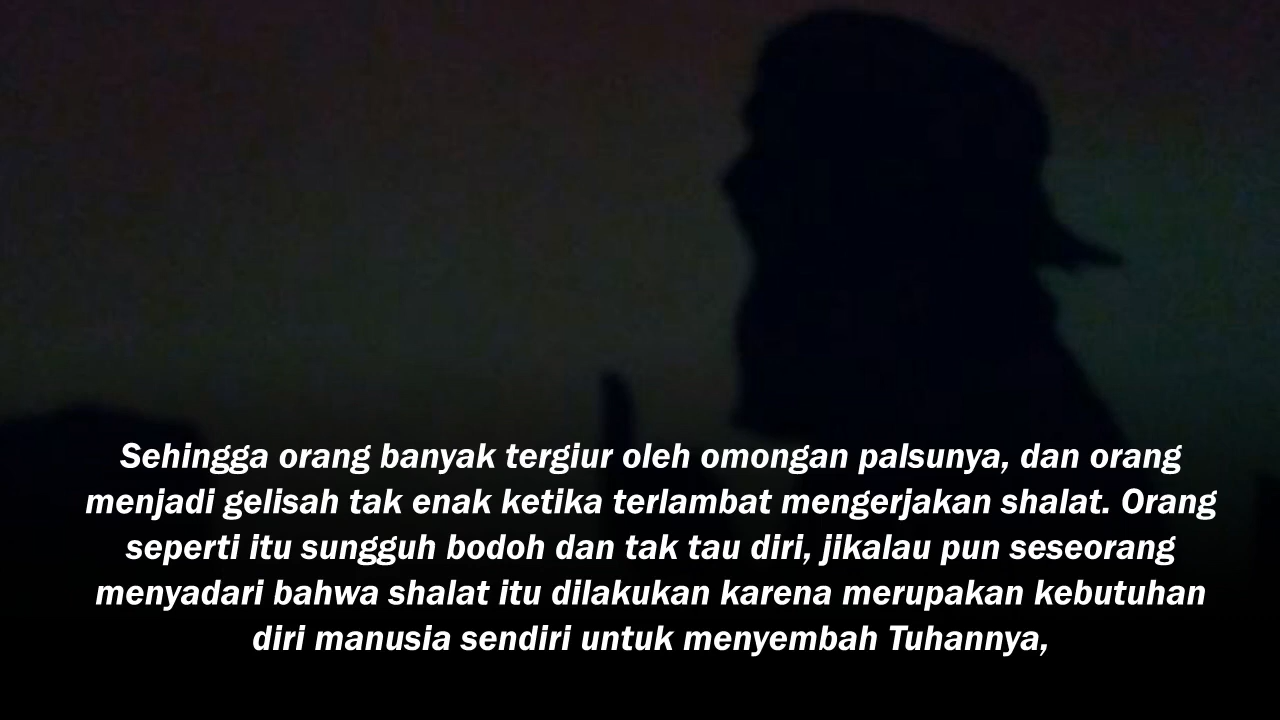 Sehingga orang banyak tergiur oleh omongan palsunya, dan orang
menjadi gelisah tak enak ketika terlambat mengerjakan shalat. Orang
seperti itu sungguh bodoh dan tak tau diri, jikalau pun seseorang
menyadari bahwa shalat itu dilakukan karena merupakan kebutuhan
diri manusia sendiri untuk menyembah Tuhannya,